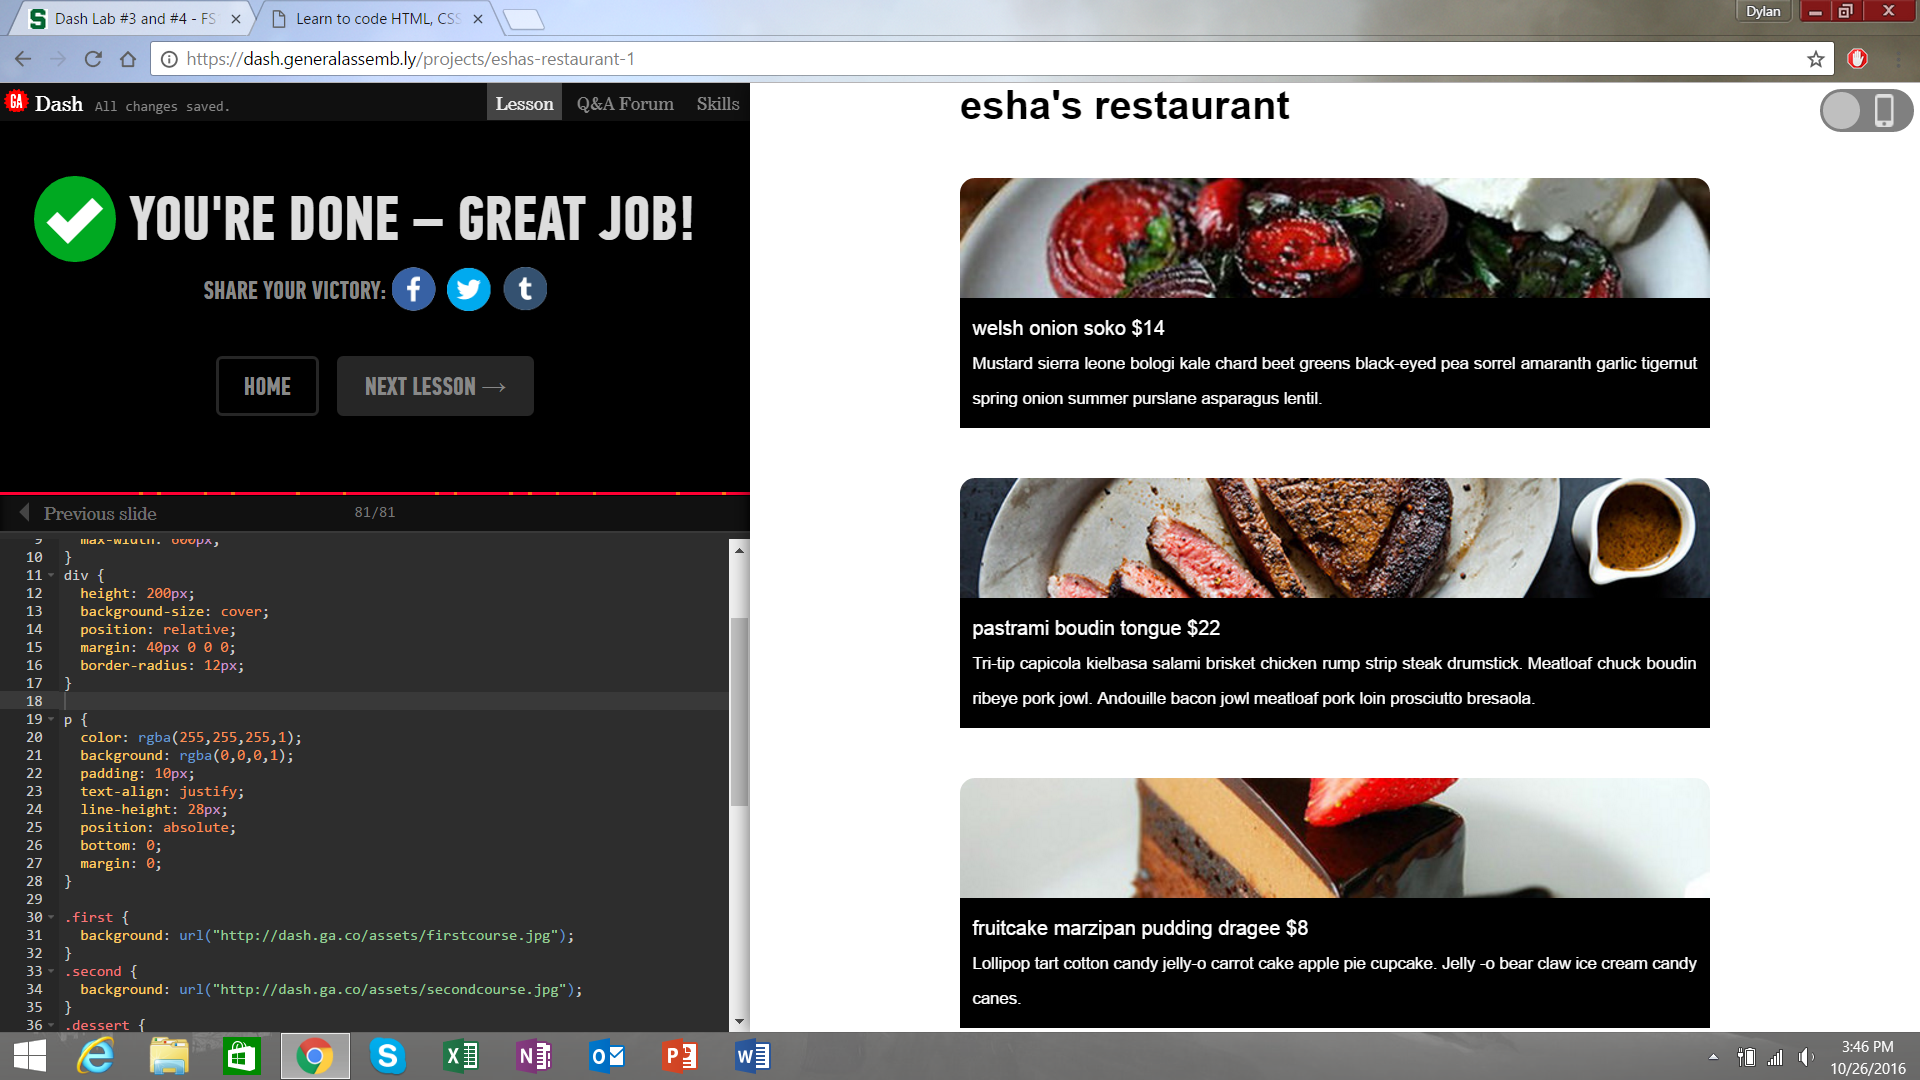 Dash Lab #3 and #4 - FS
Learn to code HTML, CSS
Dylan
https://dash.generalassemb.ly/projects/eshas-restaurant-1
GA
Dash
All changes saved.
Lesson
Q&A Forum
Skills
YOU'RE DONE – GREAT JOB!
SHARE YOUR VICTORY:
HOME
NEXT LESSON →
Previous slide
81/81
9 max-width: 600px;
10 }
11 div {
12 height: 200px;
13 background-size: cover;
14 position: relative;
15 margin: 40px 0 0 0;
16 border-radius: 12px;
17 }
18
19 p {
20 color: rgba(255,255,255,1);
21 background: rgba(0,0,0,1);
22 padding: 10px;
23 text-align: justify;
24 line-height: 28px;
25 position: absolute;
26 bottom: 0;
27 margin: 0;
28 }
29
30 .first {
31 background: url("http://dash.ga.co/assets/firstcourse.jpg");
32 }
33 .second {
34 background: url("http://dash.ga.co/assets/secondcourse.jpg");
35 }
36 .dessert {
esha's restaurant
welsh onion soko $14
Mustard sierra leone bologi kale chard beet greens black-eyed pea sorrel amaranth garlic tigernut
spring onion summer purslane asparagus lentil.
pastrami boudin tongue $22
Tri-tip capicola kielbasa salami brisket chicken rump strip steak drumstick. Meatloaf chuck boudin
ribeye pork jowl. Andouille bacon jowl meatloaf pork loin prosciutto bresaola.
fruitcake marzipan pudding dragee $8
Lollipop tart cotton candy jelly-o carrot cake apple pie cupcake. Jelly -o bear claw ice cream candy
canes.
3:46 PM
10/26/2016